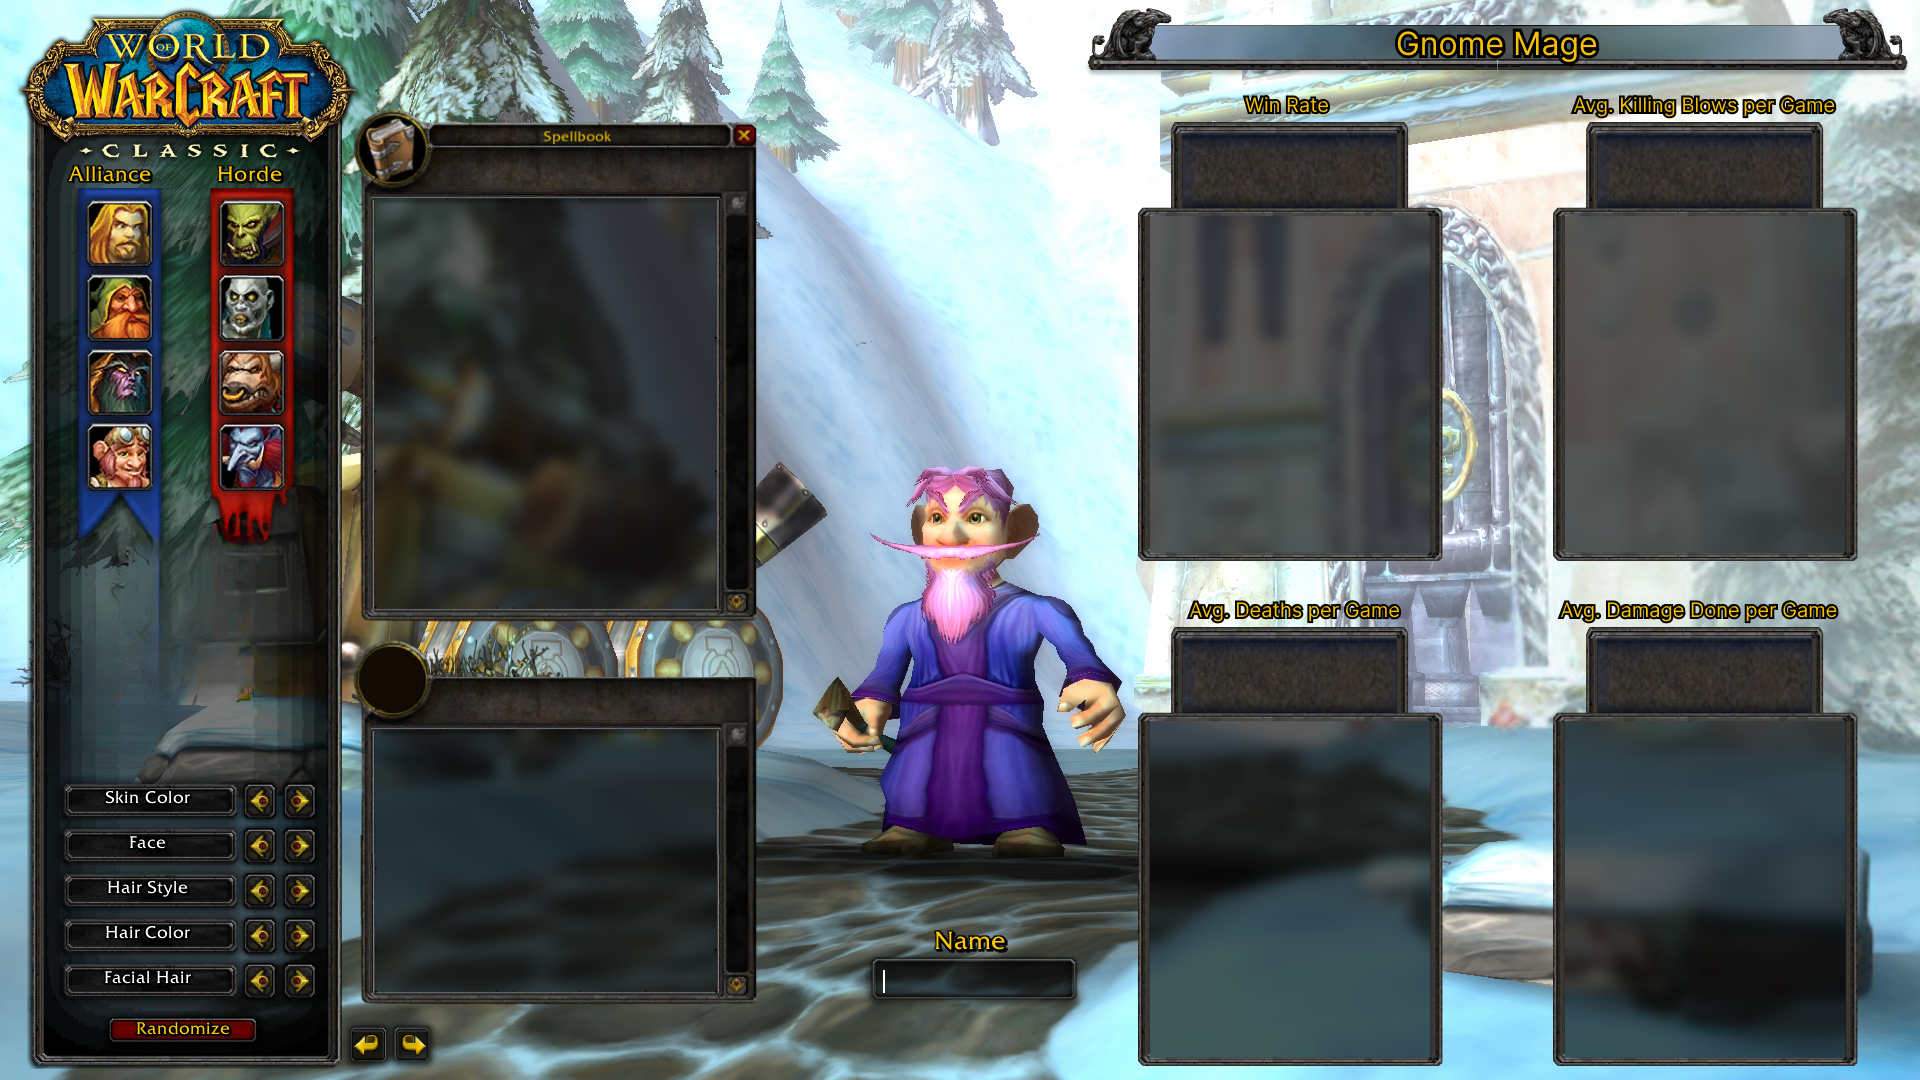 WORLD
OF
WARCRAFT
CLASSIC
Alliance
Horde
Skin Color
Face
Hair Style
Hair Color
Facial Hair
Randomize
Spellbook
Name
Gnome Mage
Win Rate
Avg. Killing Blows per Game
Avg. Deaths per Game
Avg. Damage Done per Game